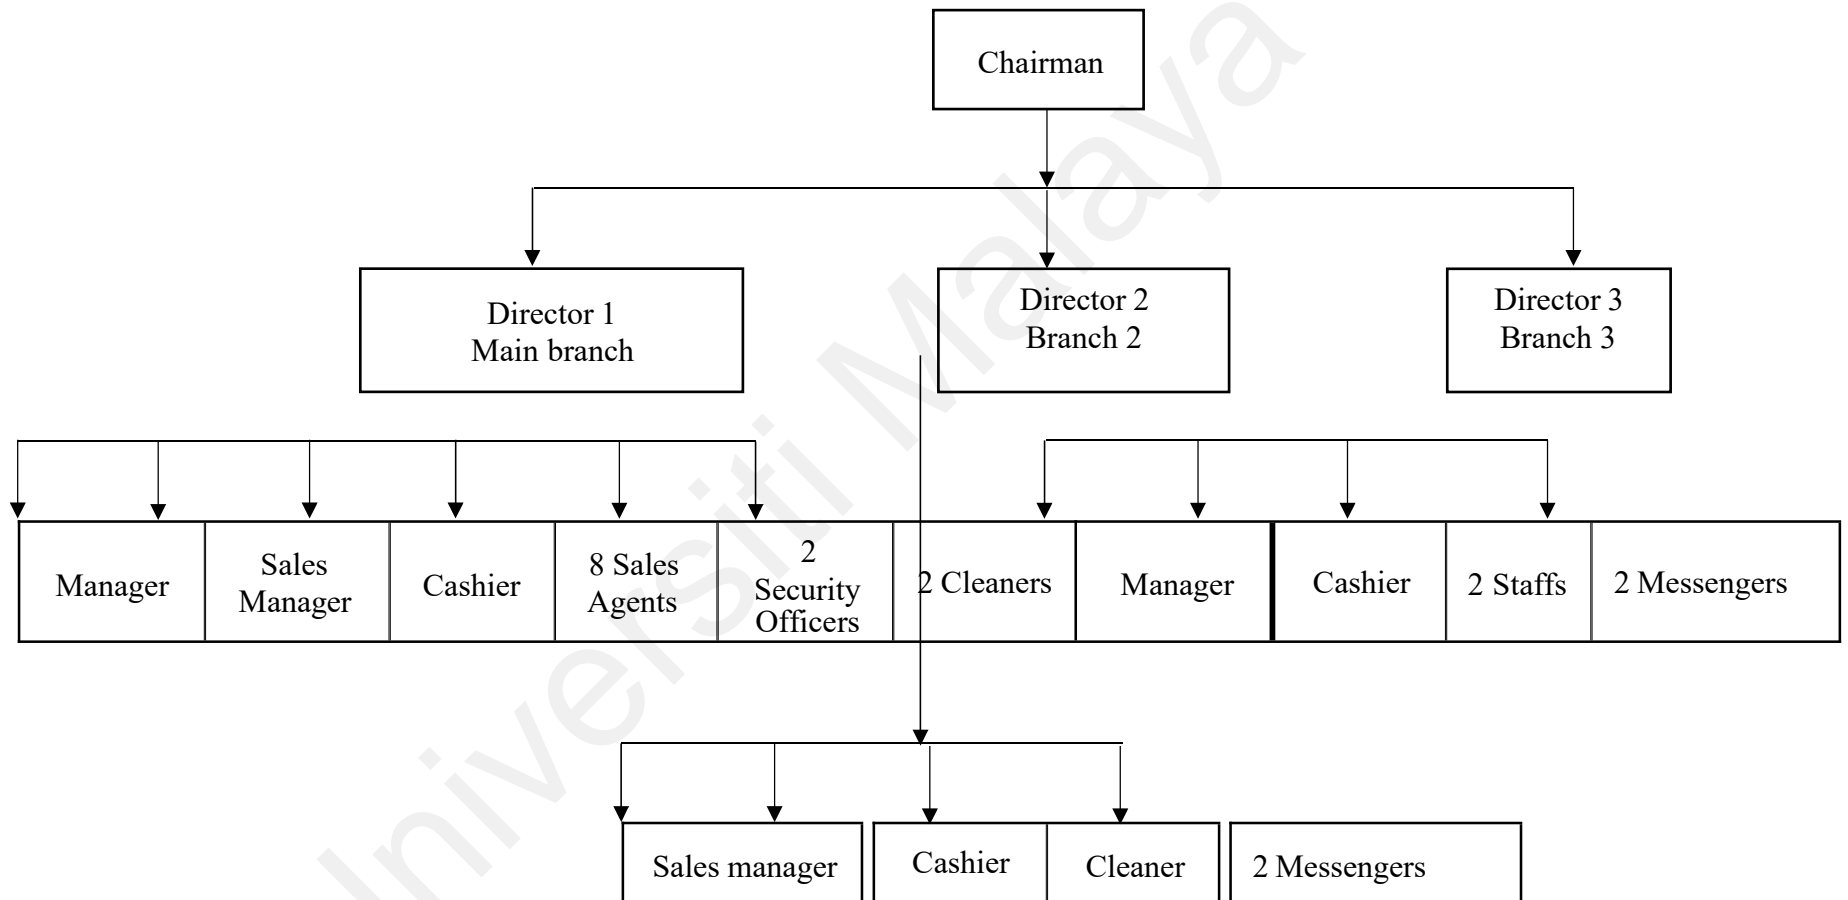 Chairman
Director 1
Main branch
Director 2
Branch 2
Director 3
Branch 3
Manager
Sales
Manager
Cashier
8 Sales
Agents
2
Security
Officers
2 Cleaners
Manager
Cashier
2 Staffs
2 Messengers
Sales manager
Cashier
Cleaner
2 Messengers
Universiti Malaya